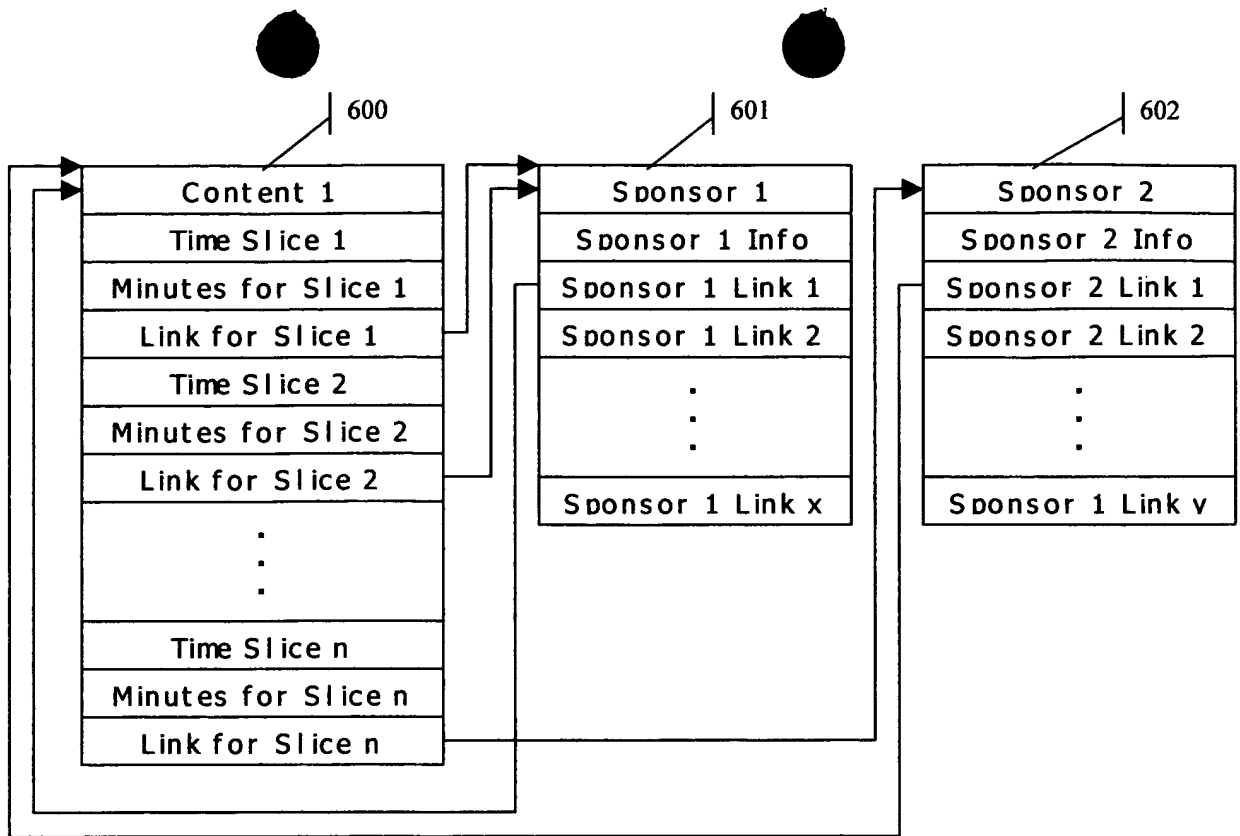 600
601
602
Content 1
Time Slice 1
Minutes for Slice 1
Link for Slice 1
Time Slice 2
Minutes for Slice 2
Link for Slice 2
.
.
.
Time Slice n
Minutes for Slice n
Link for Slice n
Sponsor 1
Sponsor 1 Info
Sponsor 1 Link 1
Sponsor 1 Link 2
.
.
.
Sponsor 1 Link x
Sponsor 2
Sponsor 2 Info
Sponsor 2 Link 1
Sponsor 2 Link 2
.
.
.
Sponsor 1 Link y